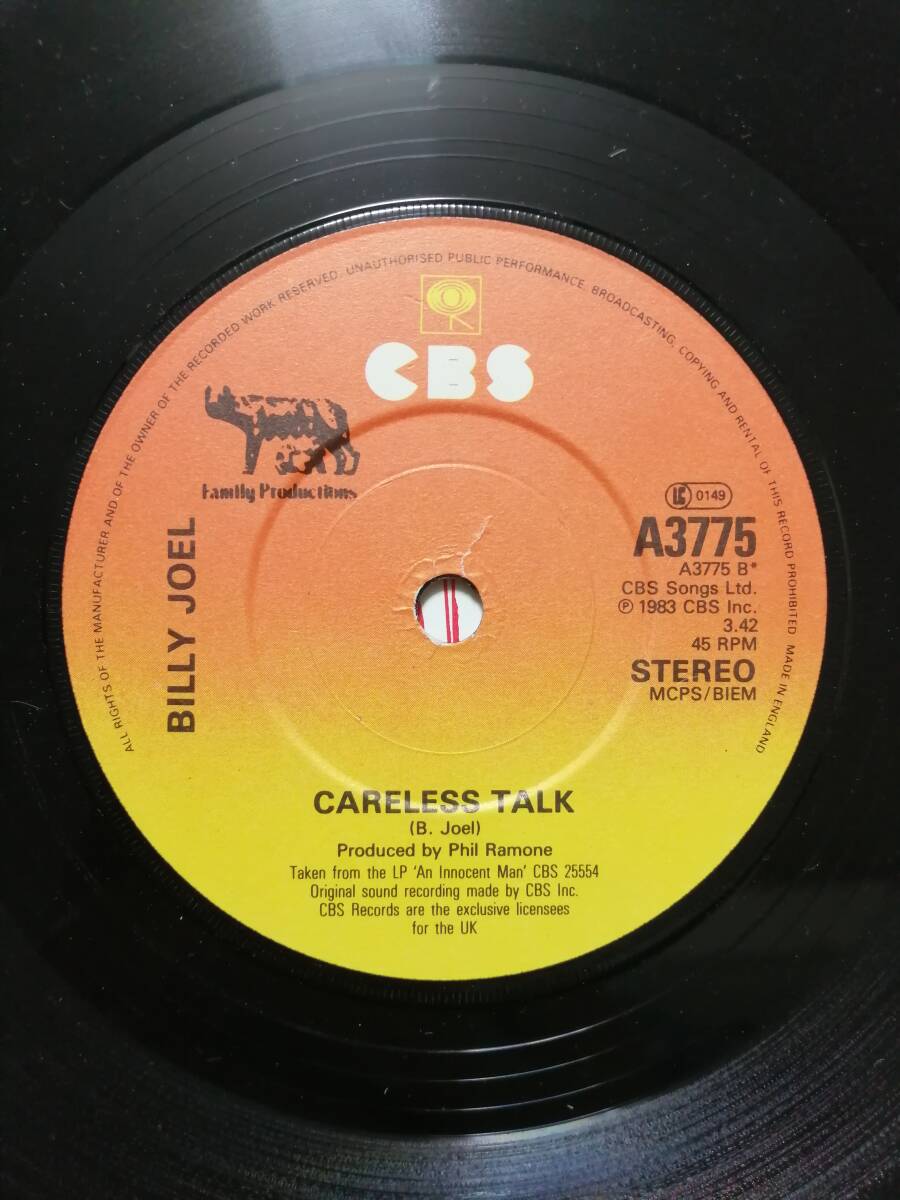 ALL RIGHTS OF THE MANUFACTURER AND OF THE OWNER OF THE RECORDED WORK RESERVED. UNAUTHORISED PUBLIC PERFORMANCE, BROADCASTING, COPYING AND RENTAL OF THIS RECORD PROHIBITED MADE IN ENGLAND
CBS
Family Productions
BILLY JOEL
LC 0149
A3775
A3775 B*
CBS Songs Ltd.
℗ 1983 CBS Inc.
3.42
45 RPM
STEREO
MCPS/BIEM
CARELESS TALK
(B. Joel)
Produced by Phil Ramone
Taken from the LP 'An Innocent Man' CBS 25554
Original sound recording made by CBS Inc.
CBS Records are the exclusive licensees
for the UK